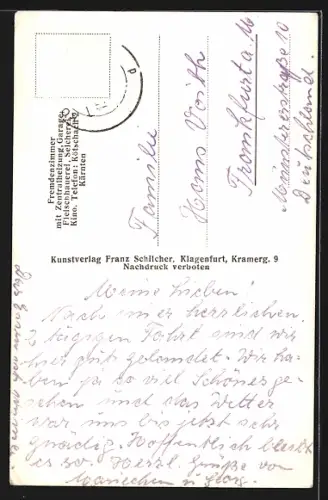 Fremdenzimmer
mit Zentralheizung, Garage,
Fleischhauerei, Selcherei,
Kino. Telefon: Kötschach
Kärnten
Familie
Hans Voith
Frankfurt a. M
Münsterstraße 10
Deutschland.
Kunstverlag Franz Schilcher, Klagenfurt, Kramerg. 9
Nachdruck verboten
Meine Lieben!
Nach einer herrlichen
2 tägigen Fahrt sind wir
hier gut gelandet. Wir ha-
ben ja so viel Schönes ge-
sehen und das Wetter
war uns bis jetzt sehr
gnädig. Hoffentlich bleibt
es so. Herzl. Grüße von
u.